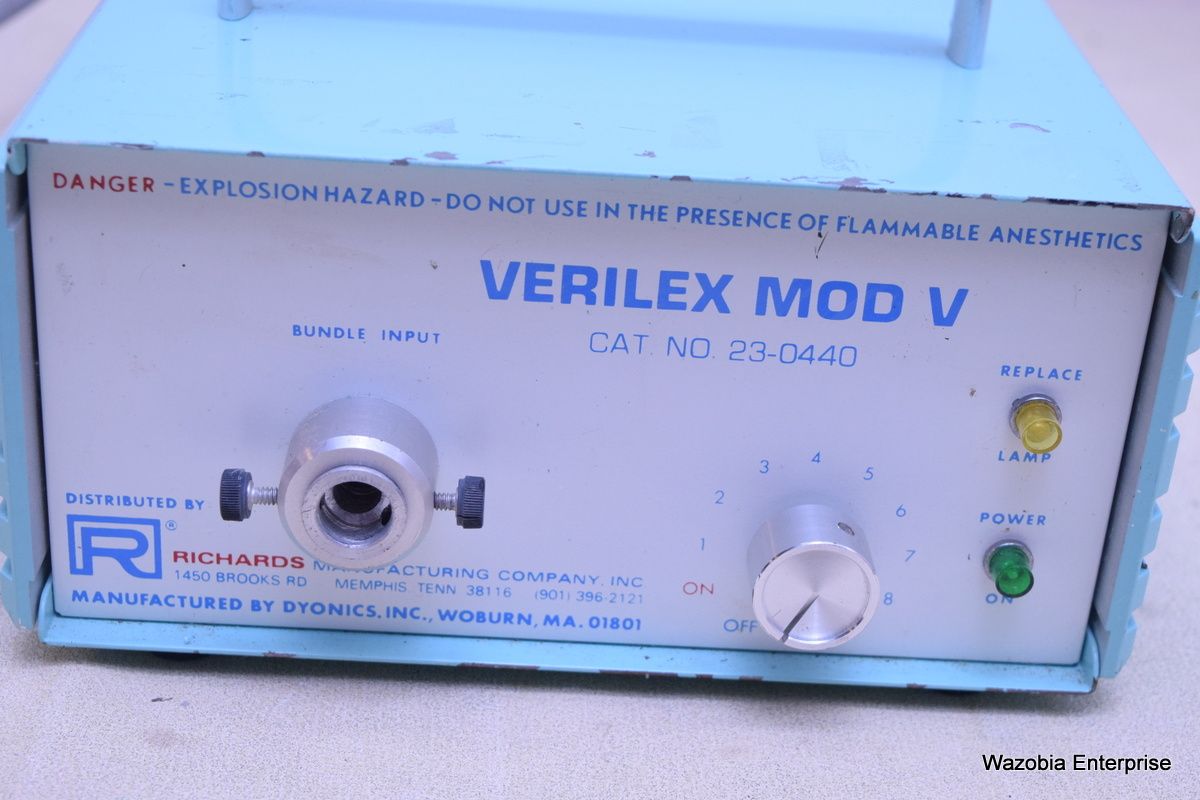 DANGER - EXPLOSION HAZARD - DO NOT USE IN THE PRESENCE OF FLAMMABLE ANESTHETICS
VERILEX MOD V
CAT. NO. 23-0440
BUNDLE INPUT
REPLACE
LAMP
POWER
ON
OFF
ON
1
2
3
4
5
6
7
8
DISTRIBUTED BY
R ®
RICHARDS MANUFACTURING COMPANY, INC
1450 BROOKS RD MEMPHIS, TENN 38116 (901) 396-2121
MANUFACTURED BY DYONICS, INC., WOBURN, MA. 01801
Wazobia Enterprise